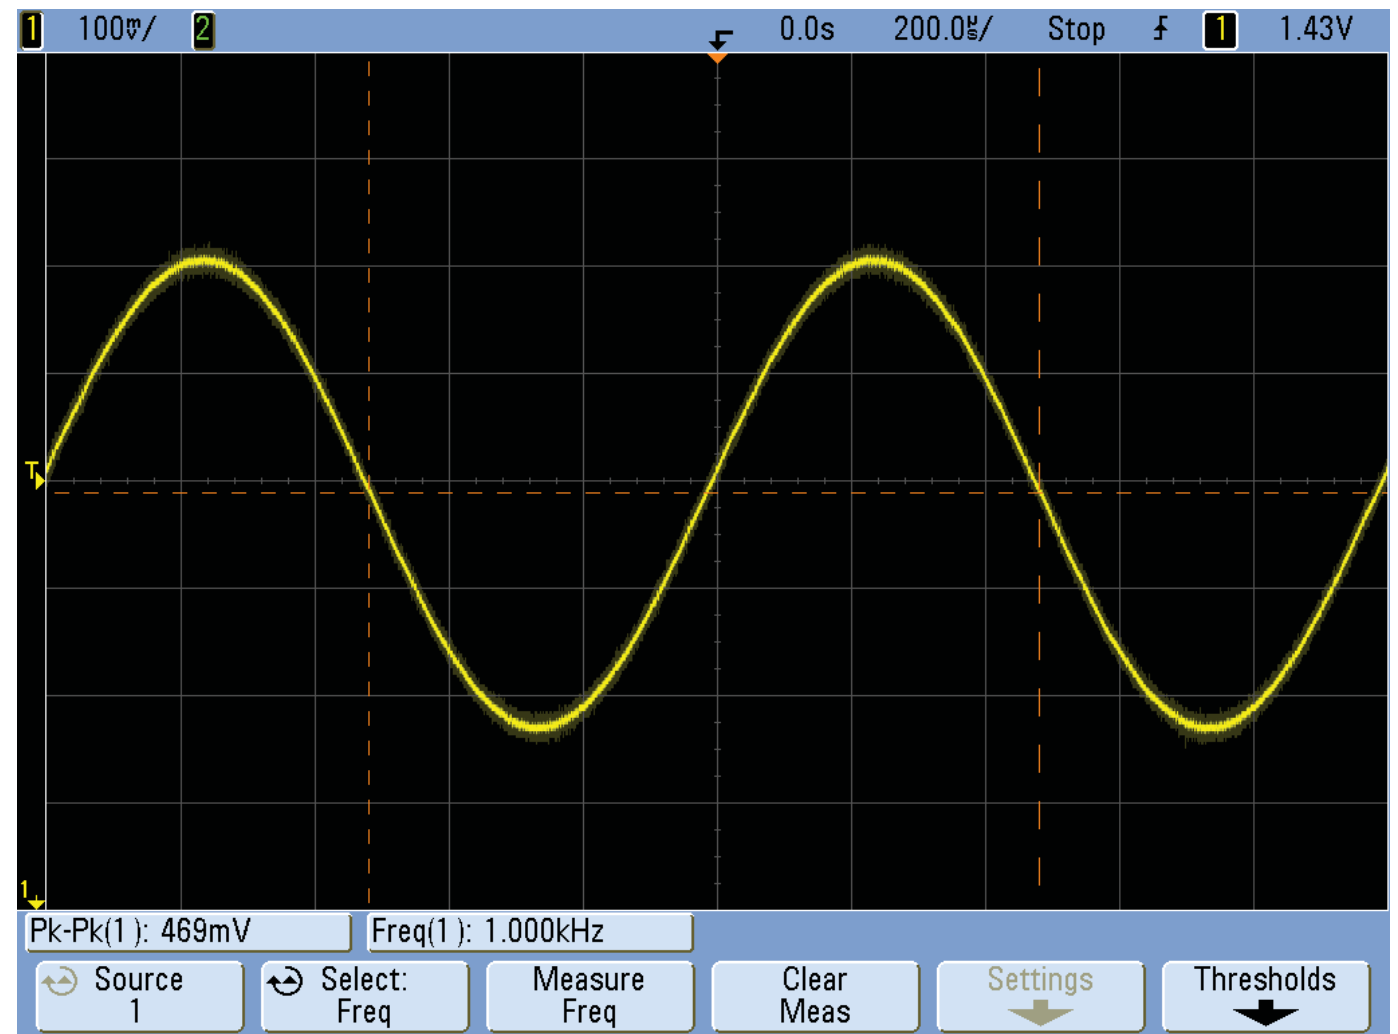 1 100mV/ 2 0.0s 200.0µs/ Stop 1 1.43V
T
1
Pk-Pk(1): 469mV Freq(1): 1.000kHz
Source Select: Measure Clear Settings Thresholds
1 Freq Freq Meas